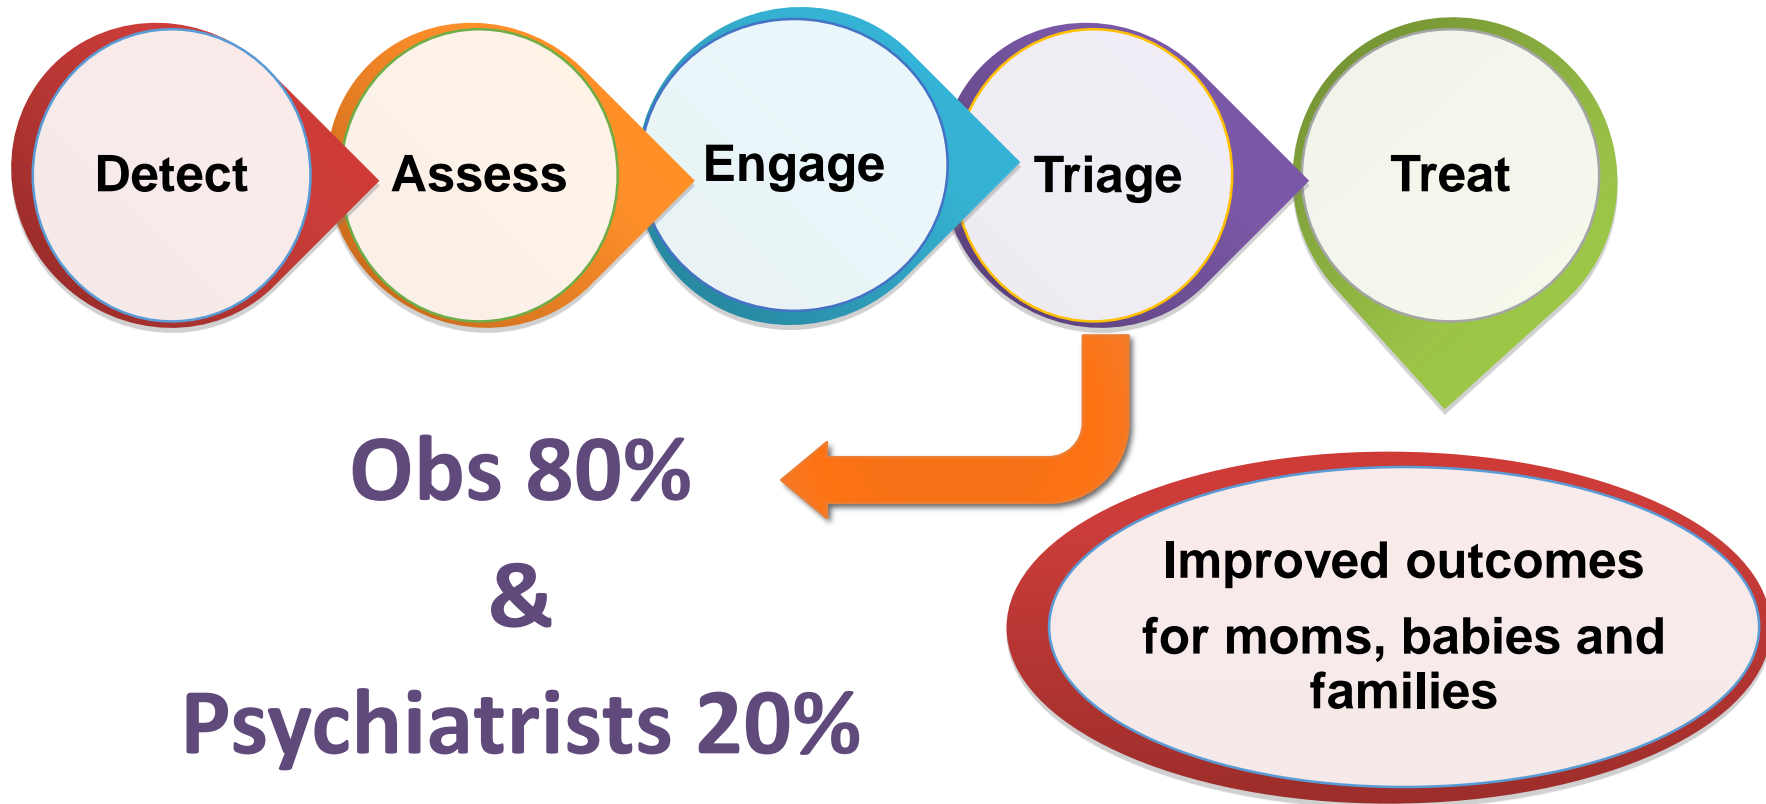 Detect
Assess
Engage
Triage
Treat
Obs 80%
&
Psychiatrists 20%
Improved outcomes
for moms, babies and
families